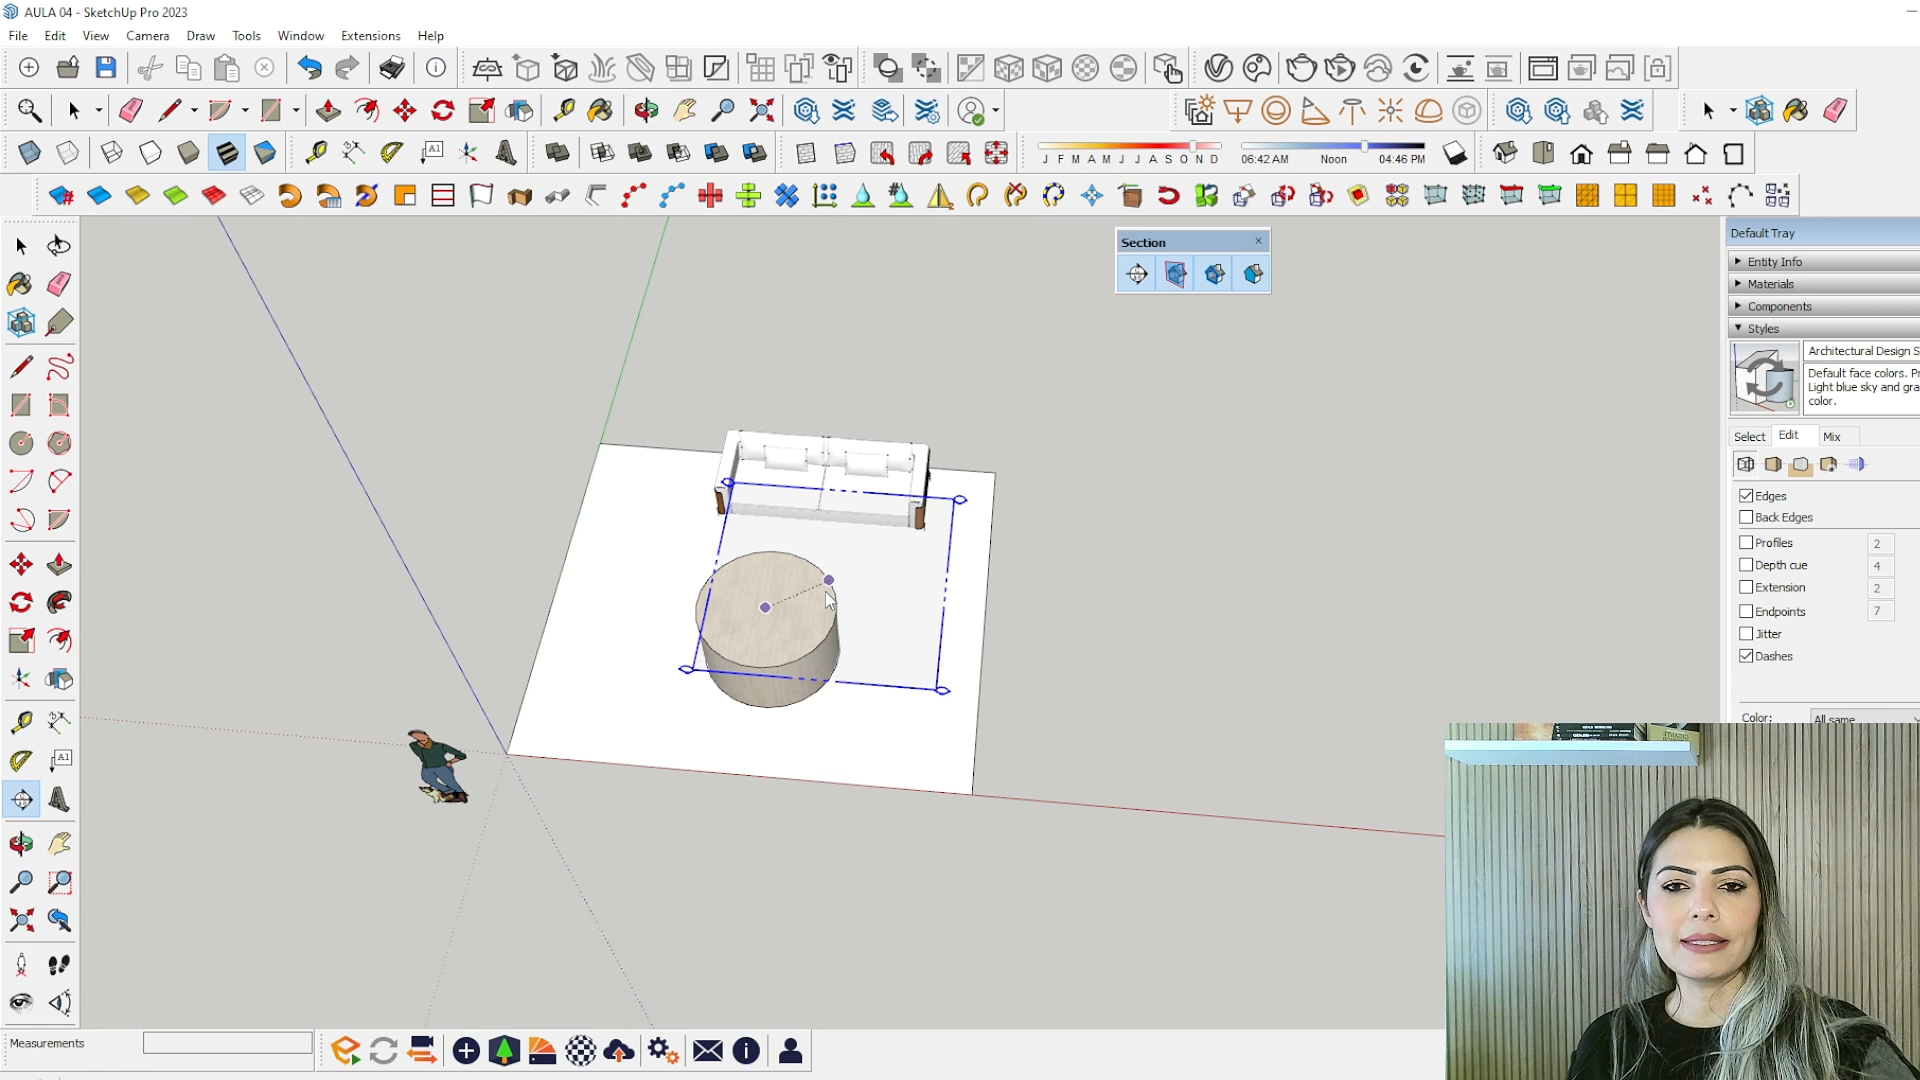 AULA 04 - SketchUp Pro 2023
File Edit View Camera Draw Tools Window Extensions Help
J F M A M J J A S O N D 06:42 AM Noon 04:46 PM
Section
Default Tray
Entity Info
Materials
Components
Styles
Architectural Design S
Default face colors. Pr
Light blue sky and gra
color.
Select Edit Mix
Edges
Back Edges
Profiles 2
Depth cue 4
Extension 2
Endpoints 7
Jitter
Dashes
Color: All same
A1
A1
Measurements